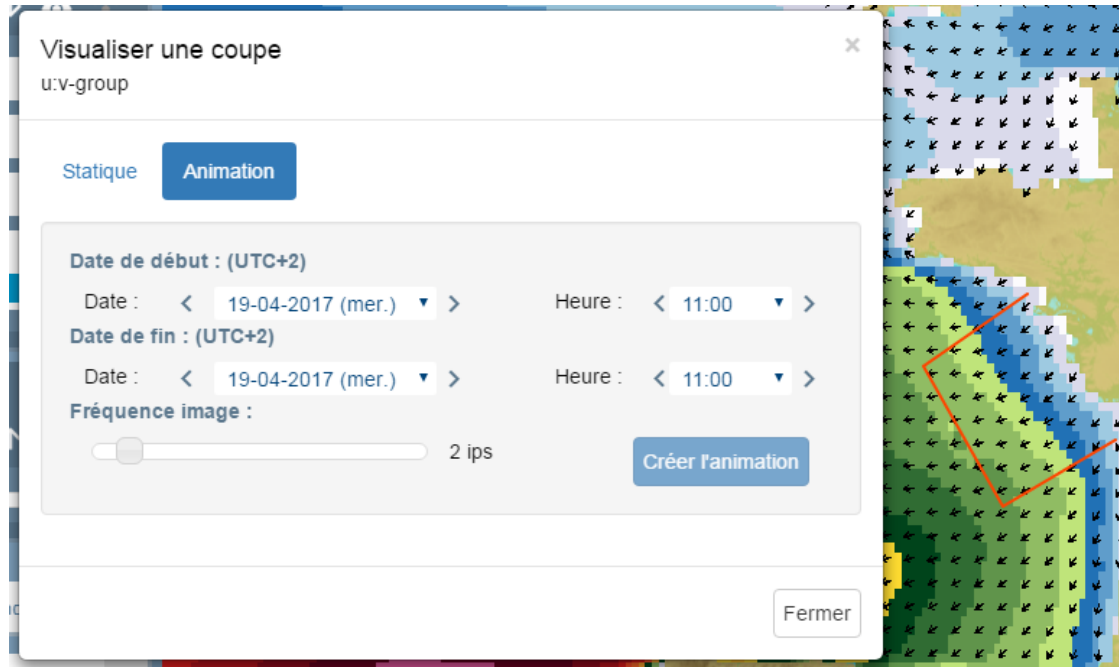 Visualiser une coupe
×
u:v-group
Statique Animation
Date de début : (UTC+2)
Date : < 19-04-2017 (mer.) ▼ > Heure : < 11:00 ▼ >
Date de fin : (UTC+2)
Date : < 19-04-2017 (mer.) ▼ > Heure : < 11:00 ▼ >
Fréquence image :
2 ips Créer l'animation
Fermer